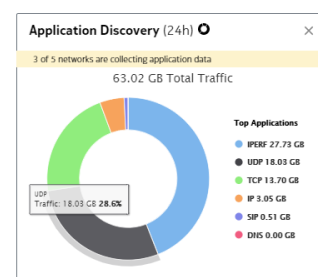 Application Discovery (24h)
3 of 5 networks are collecting application data
63.02 GB Total Traffic
Top Applications
IPERF 27.73 GB
UDP 18.03 GB
TCP 13.70 GB
IP 3.05 GB
SIP 0.51 GB
DNS 0.00 GB
UDP
Traffic: 18.03 GB 28.6%